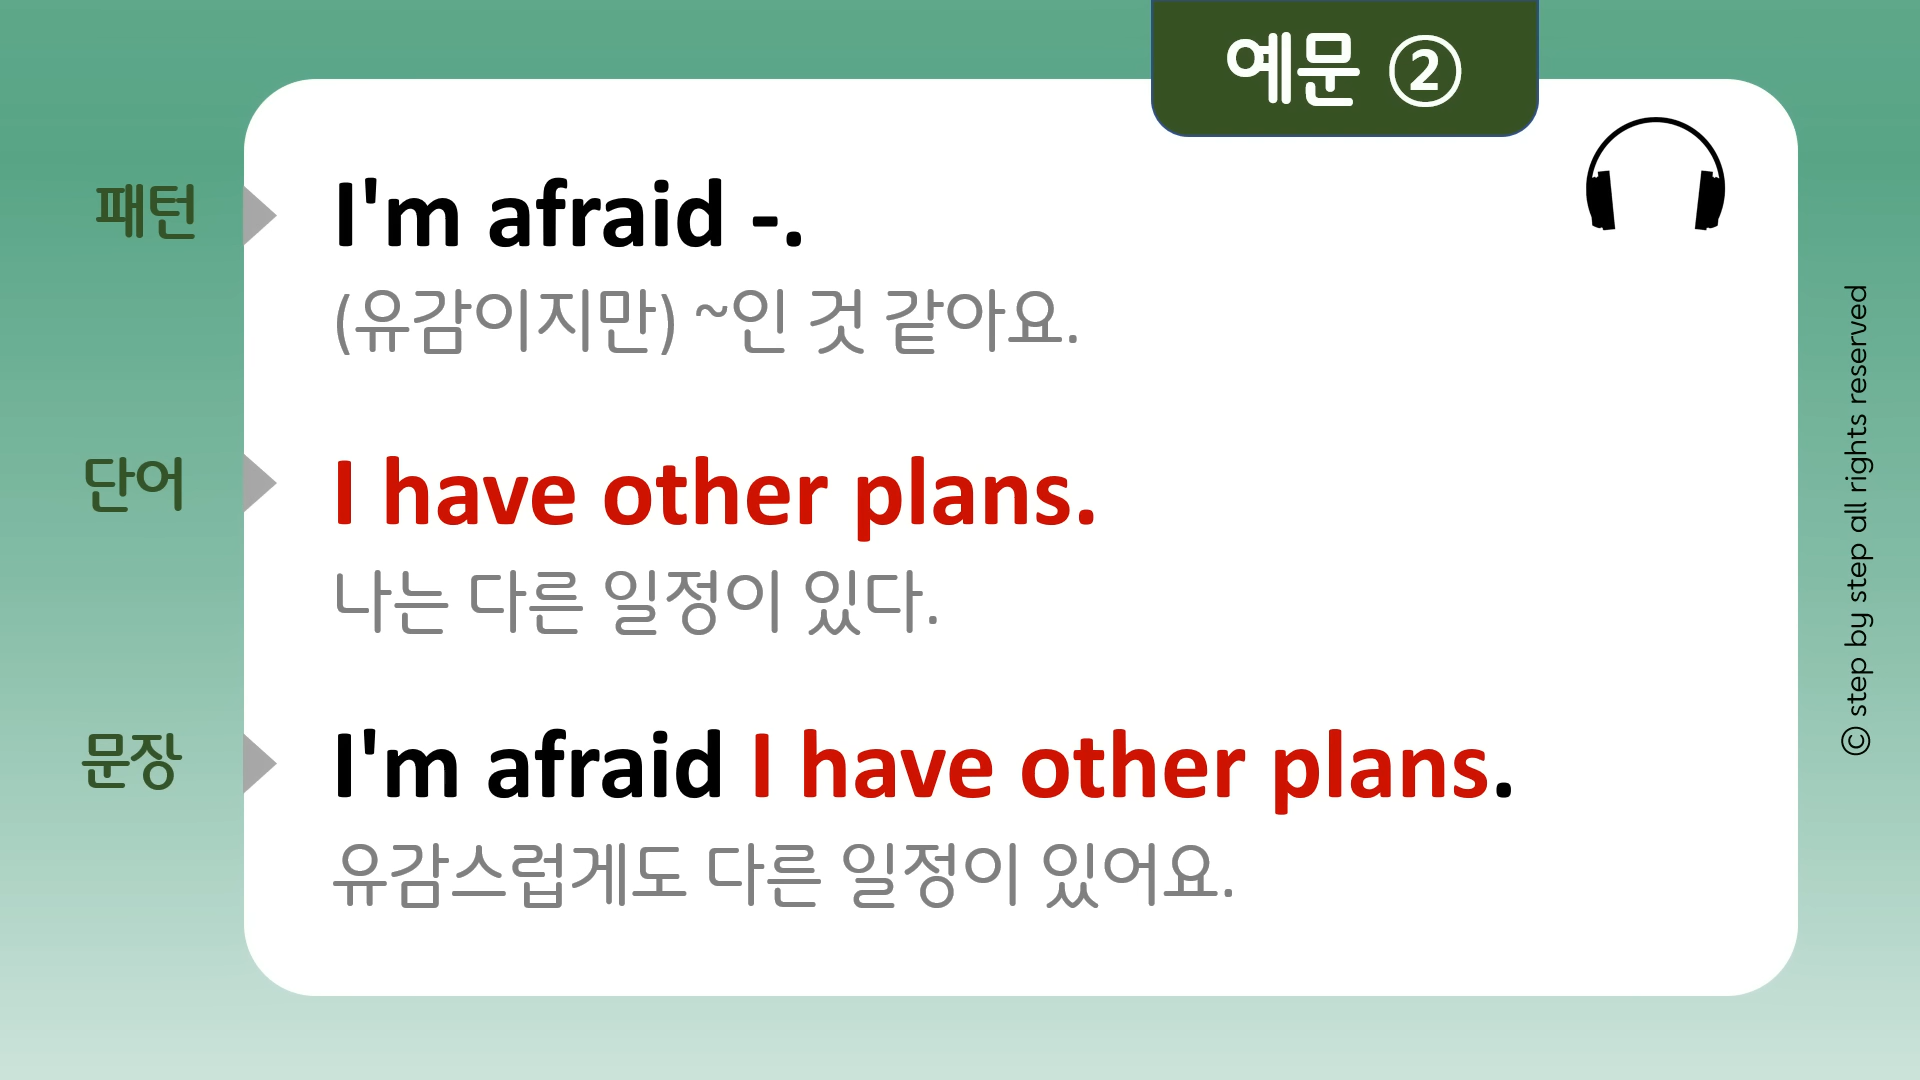 예문 ②
패턴
I'm afraid -.
(유감이지만) ~인 것 같아요.
단어
I have other plans.
나는 다른 일정이 있다.
문장
I'm afraid I have other plans.
유감스럽게도 다른 일정이 있어요.
© step by step all rights reserved